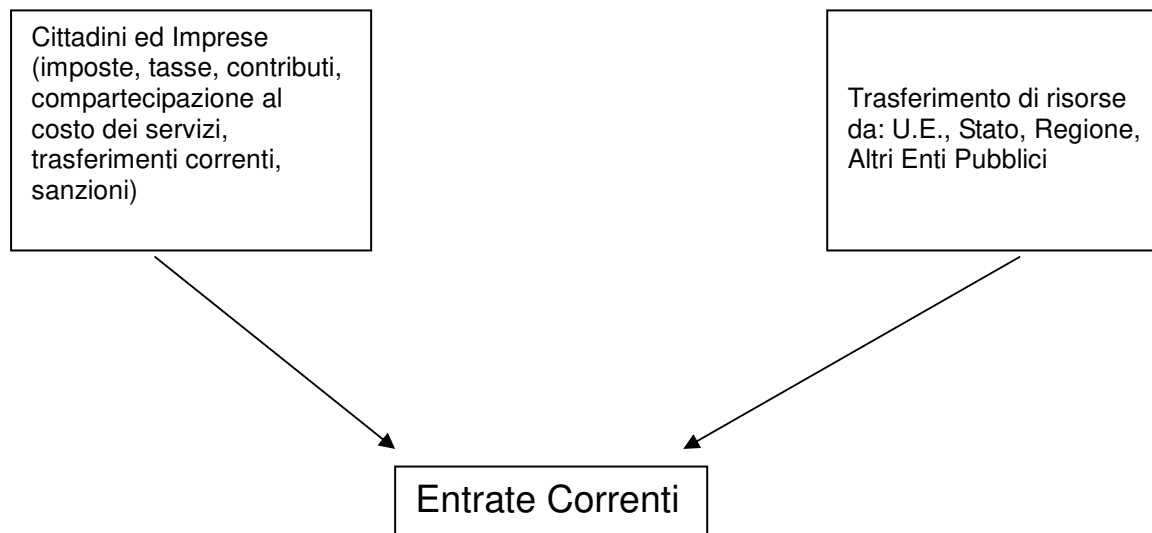 Cittadini ed Imprese
(imposte, tasse, contributi,
compartecipazione al
costo dei servizi,
trasferimenti correnti,
sanzioni)
Trasferimento di risorse
da: U.E., Stato, Regione,
Altri Enti Pubblici
Entrate Correnti